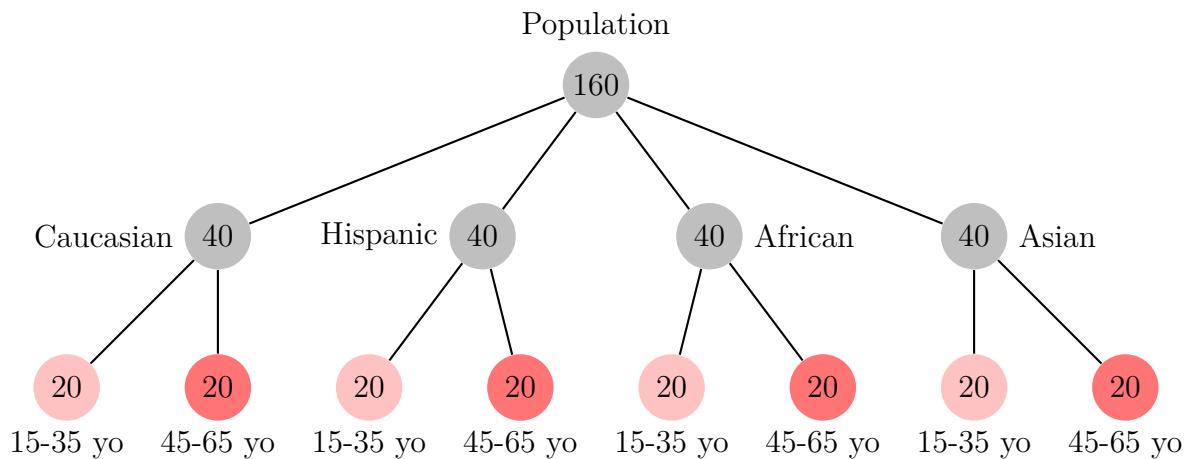 Population
160
Caucasian 40 Hispanic 40 40 African 40 Asian
20 20 20 20 20 20 20 20
15-35 yo 45-65 yo 15-35 yo 45-65 yo 15-35 yo 45-65 yo 15-35 yo 45-65 yo